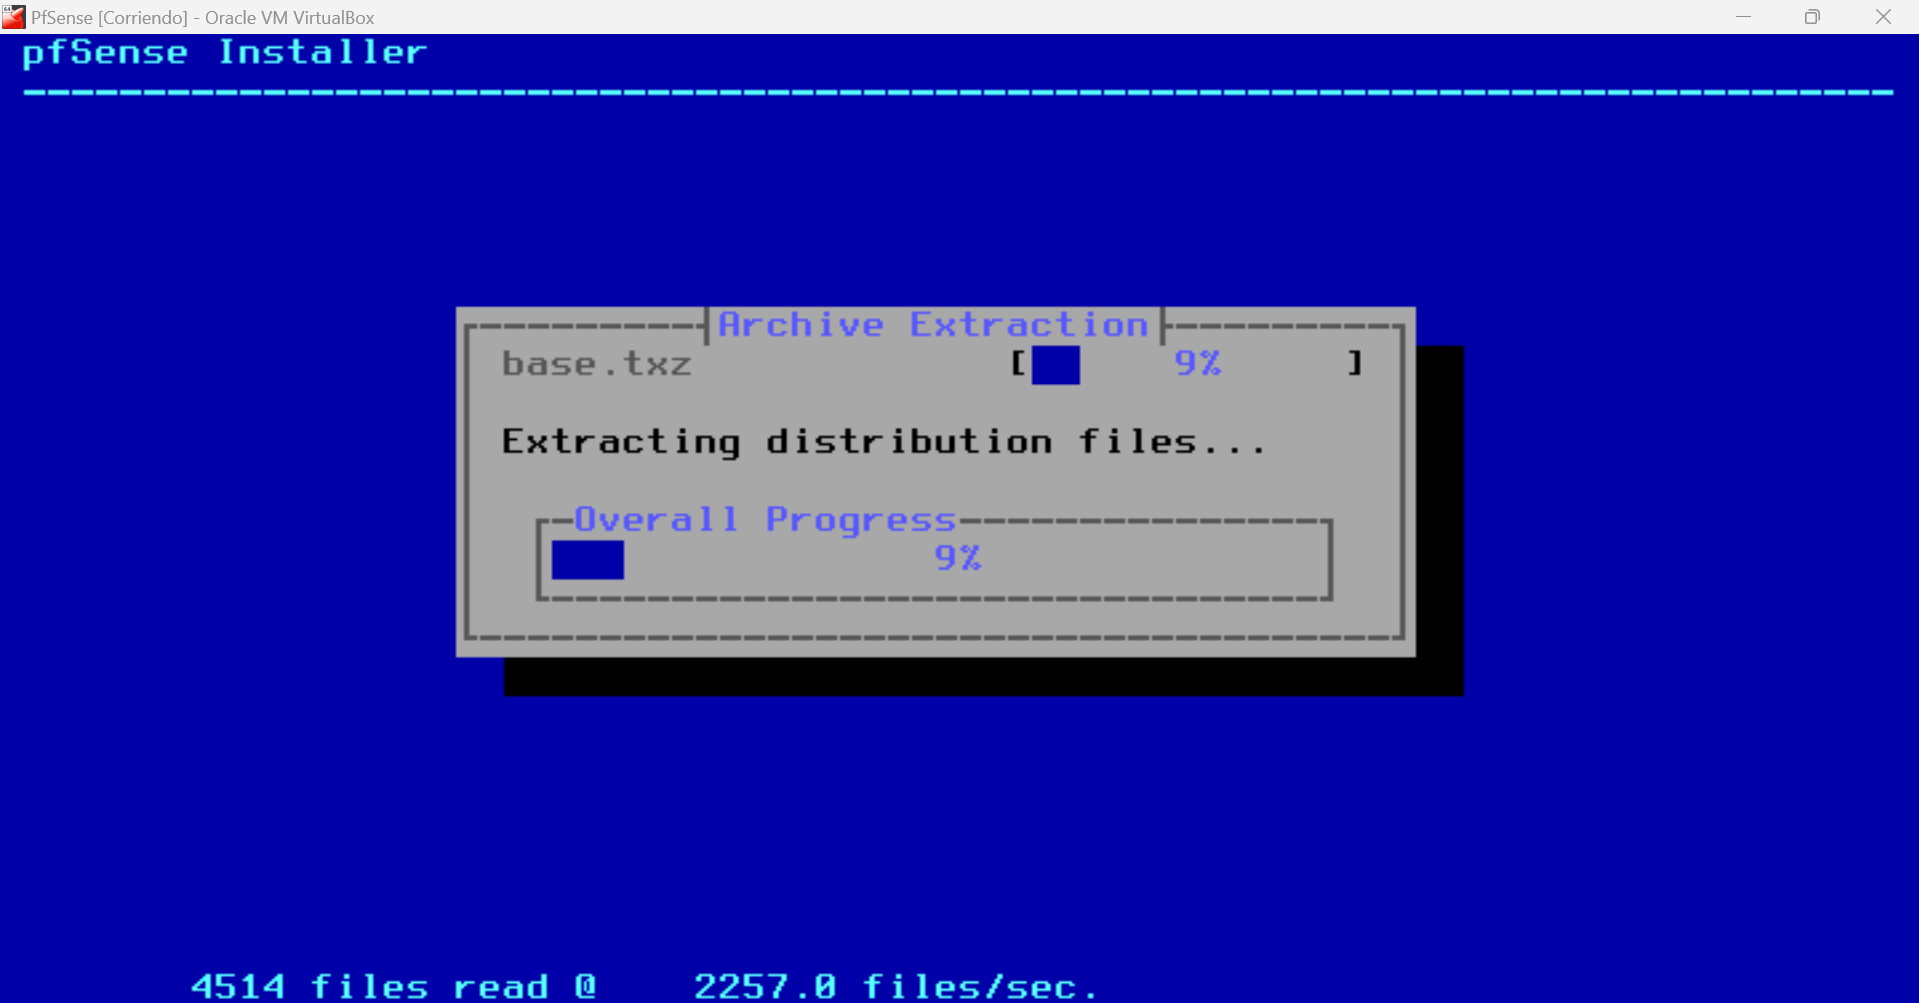 PfSense [Corriendo] - Oracle VM VirtualBox
pfSense Installer
Archive Extraction
base.txz [ 9% ]
Extracting distribution files...
Overall Progress
9%
4514 files read @ 2257.0 files/sec.